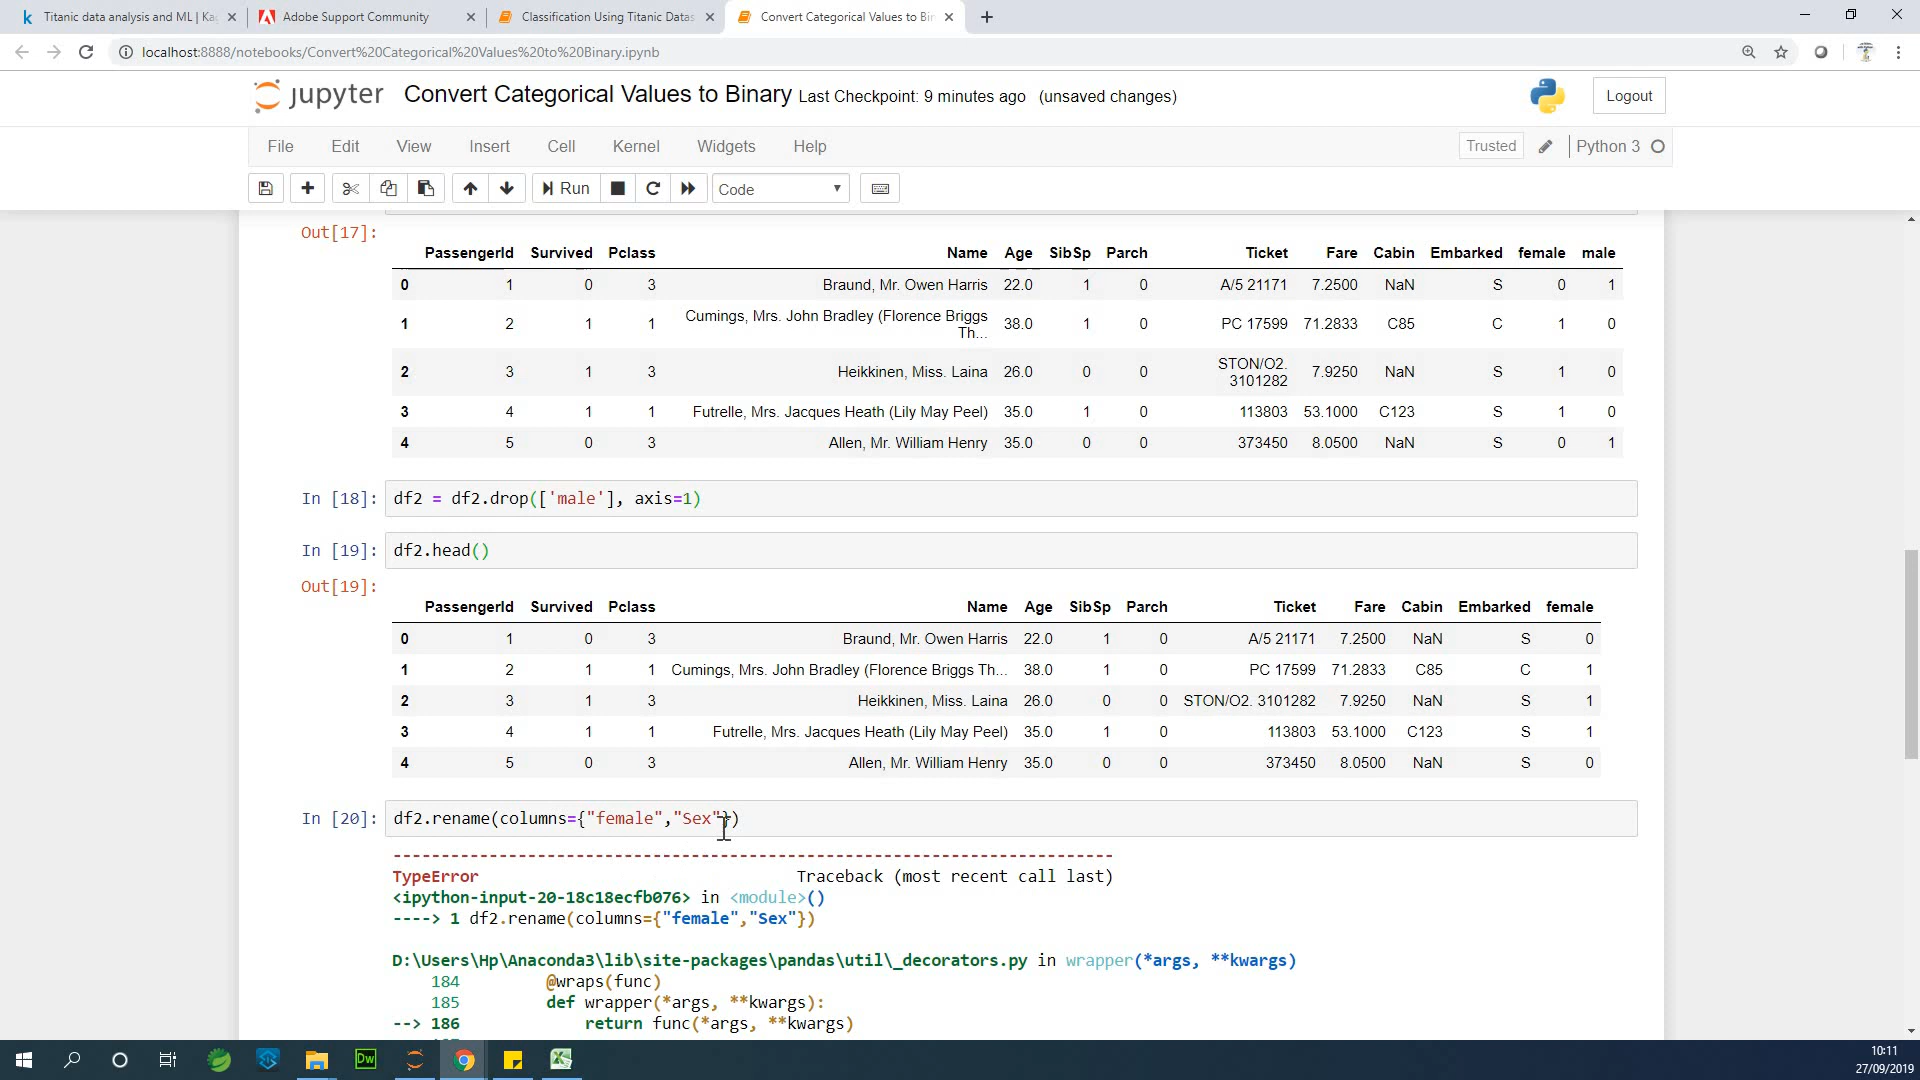 Titanic data analysis and ML | Ka
Adobe Support Community
Classification Using Titanic Datas
Convert Categorical Values to Bin
localhost:8888/notebooks/Convert%20Categorical%20Values%20to%20Binary.ipynb
jupyter Convert Categorical Values to Binary Last Checkpoint: 9 minutes ago (unsaved changes) Logout
File Edit View Insert Cell Kernel Widgets Help Trusted Python 3
Run Code
Out[17]:
PassengerId Survived Pclass Name Age SibSp Parch Ticket Fare Cabin Embarked female male
0 1 0 3 Braund, Mr. Owen Harris 22.0 1 0 A/5 21171 7.2500 NaN S 0 1
1 2 1 1 Cumings, Mrs. John Bradley (Florence Briggs Th... 38.0 1 0 PC 17599 71.2833 C85 C 1 0
2 3 1 3 Heikkinen, Miss. Laina 26.0 0 0 STON/O2. 3101282 7.9250 NaN S 1 0
3 4 1 1 Futrelle, Mrs. Jacques Heath (Lily May Peel) 35.0 1 0 113803 53.1000 C123 S 1 0
4 5 0 3 Allen, Mr. William Henry 35.0 0 0 373450 8.0500 NaN S 0 1
In [18]: df2 = df2.drop(['male'], axis=1)
In [19]: df2.head()
Out[19]:
PassengerId Survived Pclass Name Age SibSp Parch Ticket Fare Cabin Embarked female
0 1 0 3 Braund, Mr. Owen Harris 22.0 1 0 A/5 21171 7.2500 NaN S 0
1 2 1 1 Cumings, Mrs. John Bradley (Florence Briggs Th... 38.0 1 0 PC 17599 71.2833 C85 C 1
2 3 1 3 Heikkinen, Miss. Laina 26.0 0 0 STON/O2. 3101282 7.9250 NaN S 1
3 4 1 1 Futrelle, Mrs. Jacques Heath (Lily May Peel) 35.0 1 0 113803 53.1000 C123 S 1
4 5 0 3 Allen, Mr. William Henry 35.0 0 0 373450 8.0500 NaN S 0
In [20]: df2.rename(columns={"female","Sex"})
---------------------------------------------------------------------------
TypeError Traceback (most recent call last)
<ipython-input-20-18c18ecfb076> in <module>()
----> 1 df2.rename(columns={"female","Sex"})
D:\Users\Hp\Anaconda3\lib\site-packages\pandas\util\_decorators.py in wrapper(*args, **kwargs)
184 @wraps(func)
185 def wrapper(*args, **kwargs):
--> 186 return func(*args, **kwargs)
Dw
10:11
27/09/2019